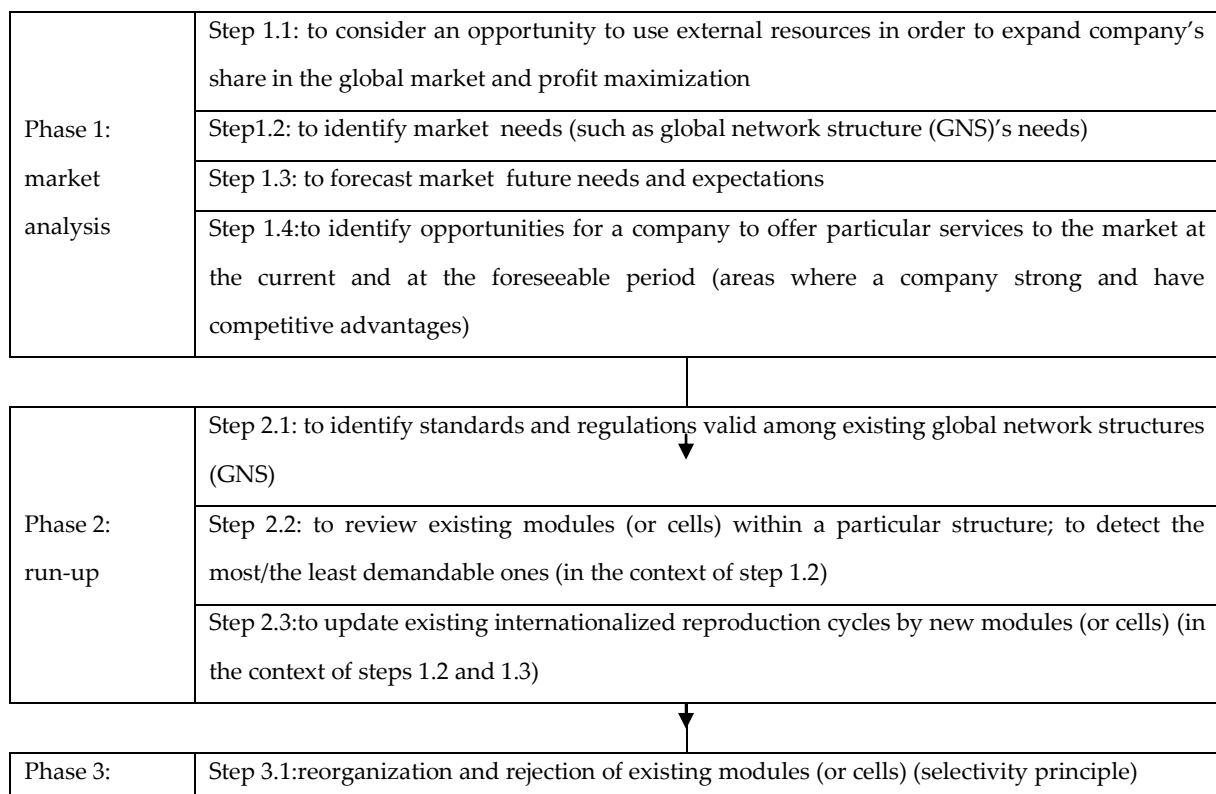 Step 1.1: to consider an opportunity to use external resources in order to expand company’s
share in the global market and profit maximization
Phase 1:
market
analysis
Step1.2: to identify market needs (such as global network structure (GNS)’s needs)
Step 1.3: to forecast market future needs and expectations
Step 1.4:to identify opportunities for a company to offer particular services to the market at
the current and at the foreseeable period (areas where a company strong and have
competitive advantages)
Step 2.1: to identify standards and regulations valid among existing global network structures
(GNS)
Phase 2:
run-up
Step 2.2: to review existing modules (or cells) within a particular structure; to detect the
most/the least demandable ones (in the context of step 1.2)
Step 2.3:to update existing internationalized reproduction cycles by new modules (or cells) (in
the context of steps 1.2 and 1.3)
Phase 3:
Step 3.1:reorganization and rejection of existing modules (or cells) (selectivity principle)